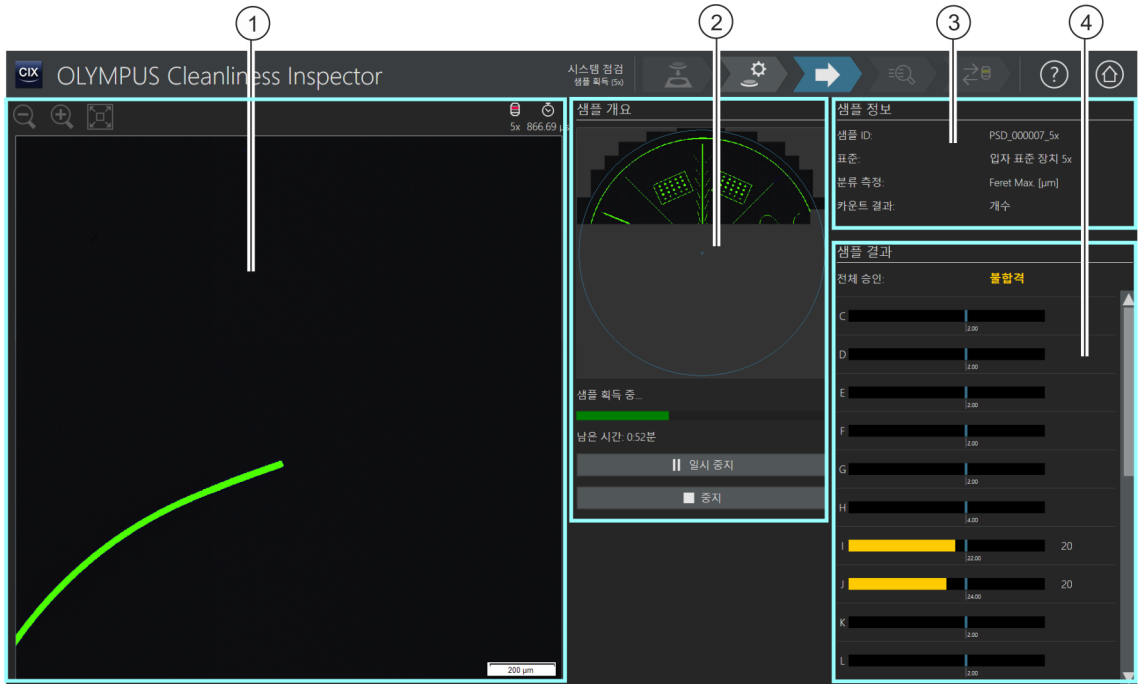 1
2
3
4
CIX
OLYMPUS Cleanliness Inspector
시스템 점검
샘플 획득 (5x)
?
5x 866.69 µs
200 µm
샘플 개요
샘플 획득 중...
남은 시간: 0:52분
일시 중지
중지
샘플 정보
샘플 ID: PSD_000007_5x
표준: 입자 표준 장치 5x
분류 측정: Feret Max. [µm]
카운트 결과: 개수
샘플 결과
전체 승인: 불합격
C
2.00
D
2.00
E
2.00
F
2.00
G
2.00
H
4.00
I 20
22.00
J 20
24.00
K
2.00
L
2.00